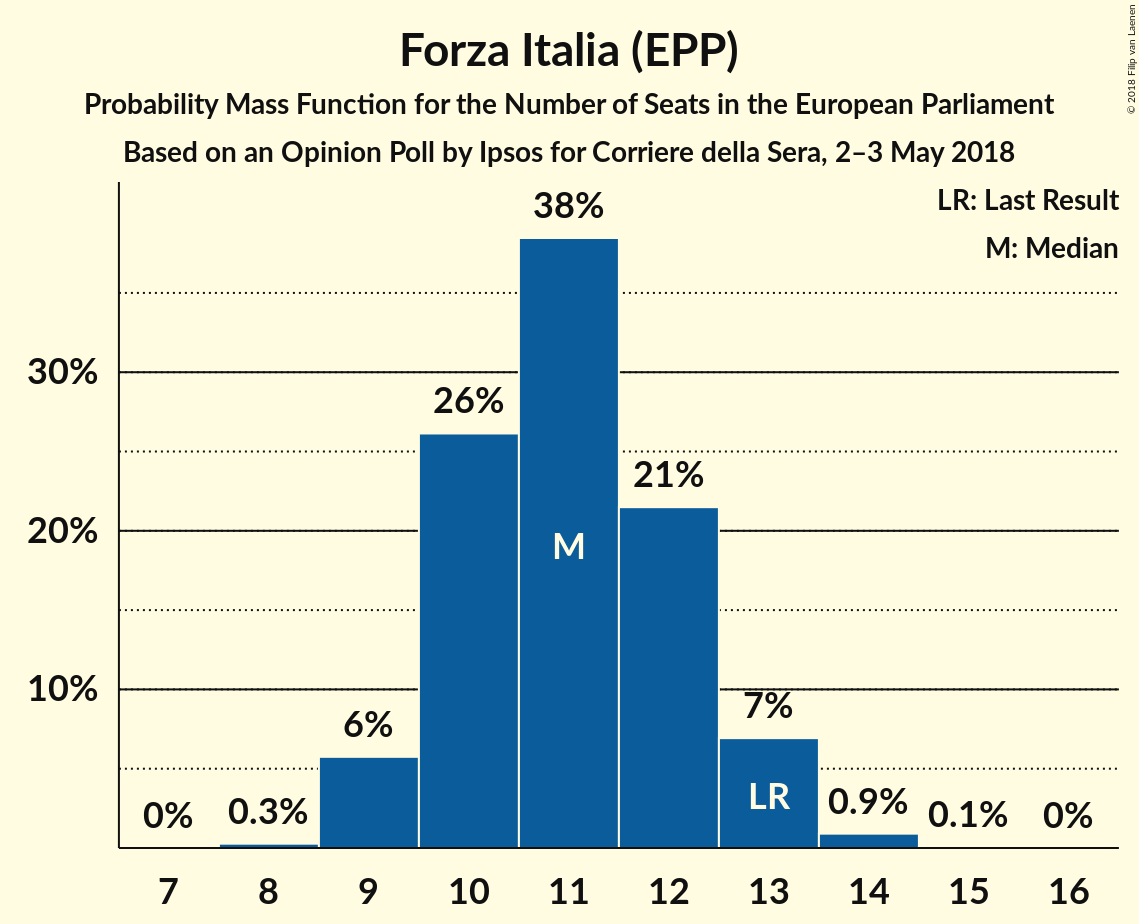 Forza Italia (EPP)
Probability Mass Function for the Number of Seats in the European Parliament
Based on an Opinion Poll by Ipsos for Corriere della Sera, 2–3 May 2018
© 2018 Filip van Laenen
LR: Last Result
M: Median
38%
30%
26%
21%
20%
M
10%
7%
6%
LR
0%
0.3%
0.9%
0.1%
0%
7 8 9 10 11 12 13 14 15 16